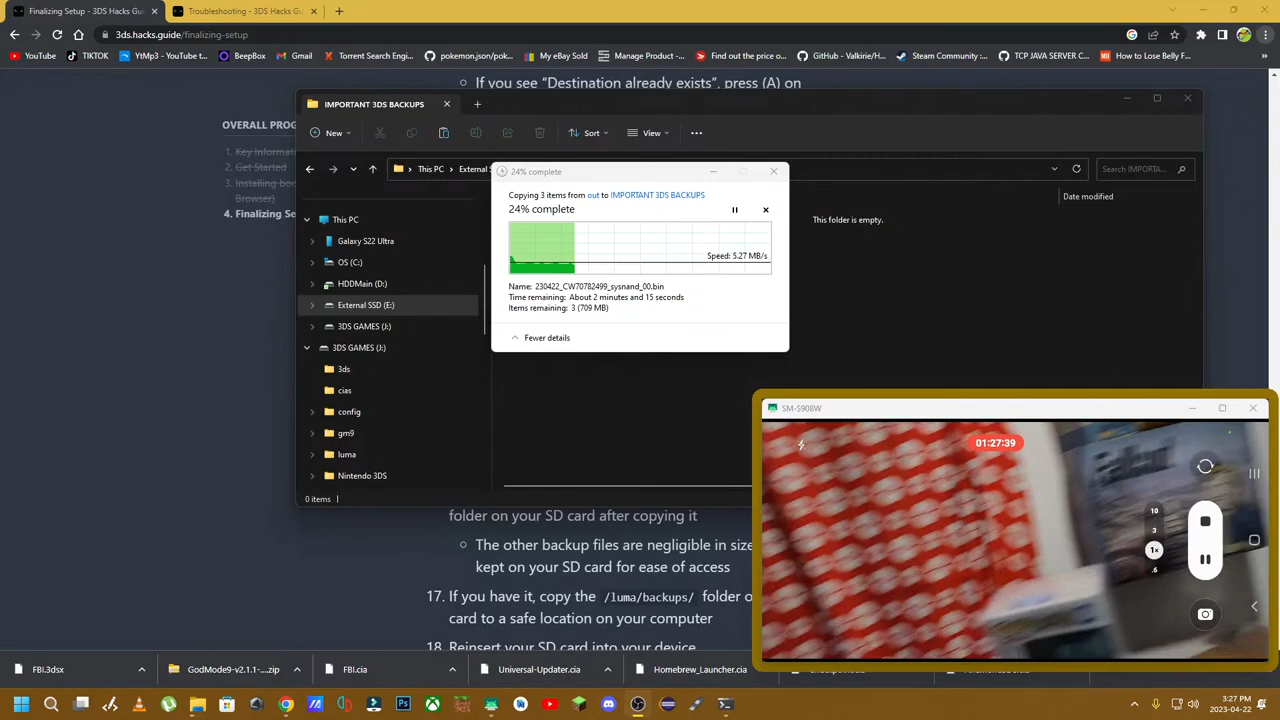 Finalizing Setup - 3DS Hacks Guide
Troubleshooting - 3DS Hacks Guide
3ds.hacks.guide/finalizing-setup
YouTube
TIKTOK
YtMp3 - YouTube t...
BeepBox
Gmail
Torrent Search Engi...
pokemon.json/pok...
My eBay Sold
Manage Product -...
Find out the price o...
GitHub - Valkirie/H...
Steam Community...
TCP JAVA SERVER C...
How to Lose Belly F...
If you see “Destination already exists”, press (A) on
OVERALL PROG
1. Key Informat
2. Get Started
3. Installing boo
Browser)
4. Finalizing Se
IMPORTANT 3DS BACKUPS
New
Sort
View
This PC
External S
Search IMPORTA...
Date modified
This folder is empty.
This PC
Galaxy S22 Ultra
OS (C:)
HDDMain (D:)
External SSD (E:)
3DS GAMES (J:)
3DS GAMES (J:)
3ds
cias
config
gm9
luma
Nintendo 3DS
0 items
24% complete
Copying 3 items from out to IMPORTANT 3DS BACKUPS
24% complete
Speed: 5.27 MB/s
Name: 230422_CW70782499_sysnand_00.bin
Time remaining: About 2 minutes and 15 seconds
Items remaining: 3 (709 MB)
Fewer details
SM-S908W
01:27:39
10
3
1×
.6
folder on your SD card after copying it
The other backup files are negligible in size
kept on your SD card for ease of access
17. If you have it, copy the /luma/backups/ folder o
card to a safe location on your computer
18. Reinsert your SD card into your device
FBI.3dsx
GodMode9-v2.1.1-....zip
FBI.cia
Universal-Updater.cia
Homebrew_Launcher.cia
3:27 PM
2023-04-22